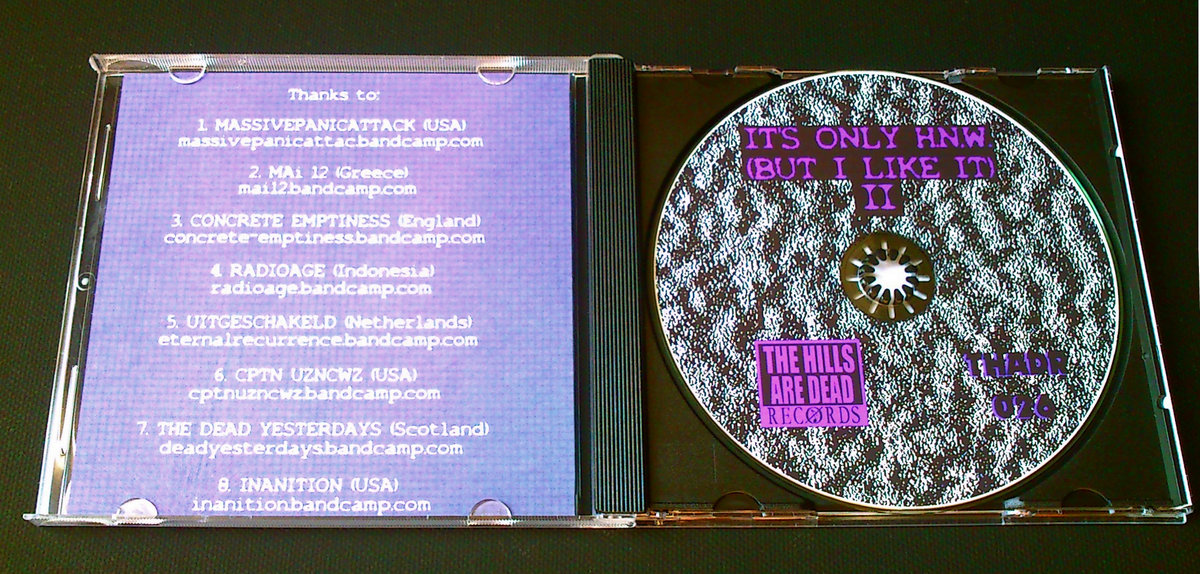 Thanks to:
1. MASSIVEPANICATTACK (USA)
massivepanicattac.bandcamp.com
2. MAi 12 (Greece)
mai12.bandcamp.com
3. CONCRETE EMPTINESS (England)
concrete-emptiness.bandcamp.com
4. RADIOAGE (Indonesia)
radioage.bandcamp.com
5. UITGESCHAKELD (Netherlands)
eternalrecurrence.bandcamp.com
6. CPTN UZNCWZ (USA)
cptnuzncwz.bandcamp.com
7. THE DEAD YESTERDAYS (Scotland)
deadyesterdays.bandcamp.com
8. INANITION (USA)
inanition.bandcamp.com
IT'S ONLY H.N.W.
(BUT I LIKE IT)
II
THE HILLS
ARE DEAD
RECORDS
THADR
026